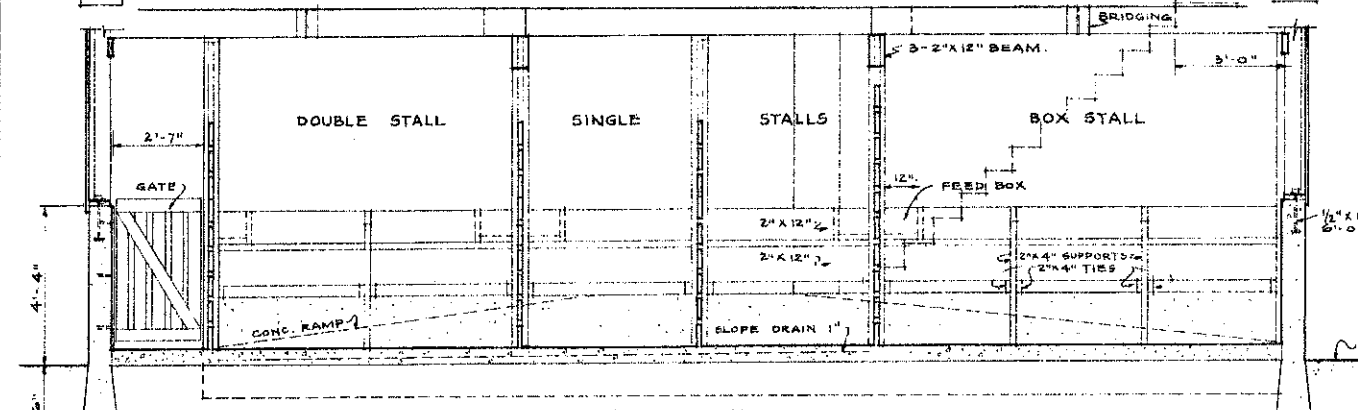 BRIDGING
3-2"X12" BEAM.
3'-0"
DOUBLE STALL
SINGLE
STALLS
BOX STALL
2'-7"
GATE
12"
FEED BOX
2"X12"
2"X12"
2"X4" SUPPORTS
2"X4" TIES
4'-4"
CONC. RAMP
SLOPE DRAIN 1"